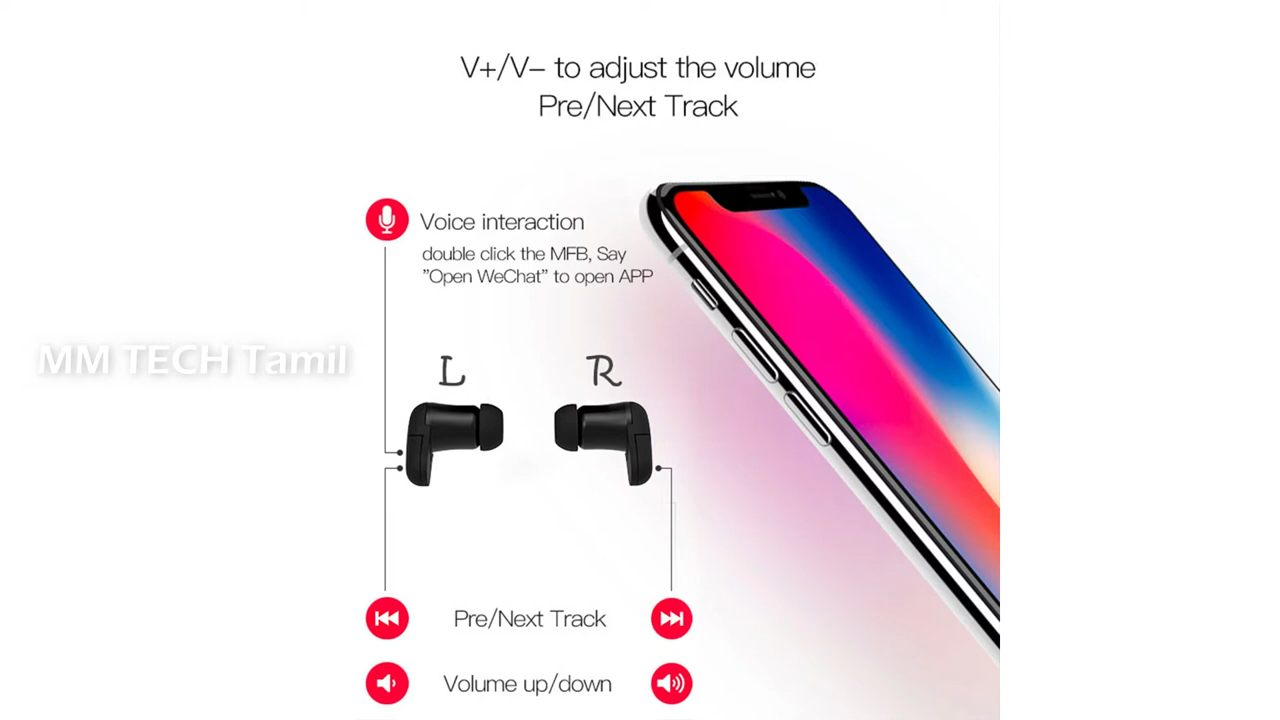 V+/V- to adjust the volume
Pre/Next Track
Voice interaction
double click the MFB, Say
"Open WeChat" to open APP
MM TECH Tamil
L R
Pre/Next Track
Volume up/down